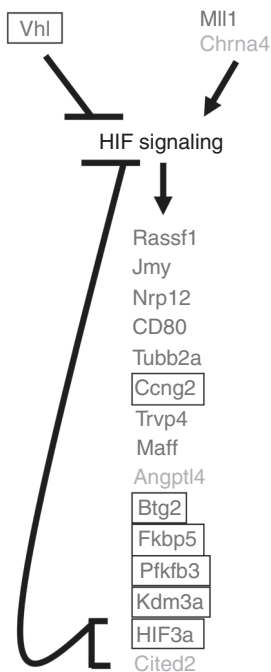 Vhl
Mll1
Chrna4
HIF signaling
Rassf1
Jmy
Nrp12
CD80
Tubb2a
Ccng2
Trvp4
Maff
Angptl4
Btg2
Fkbp5
Pfkfb3
Kdm3a
HIF3a
Cited2